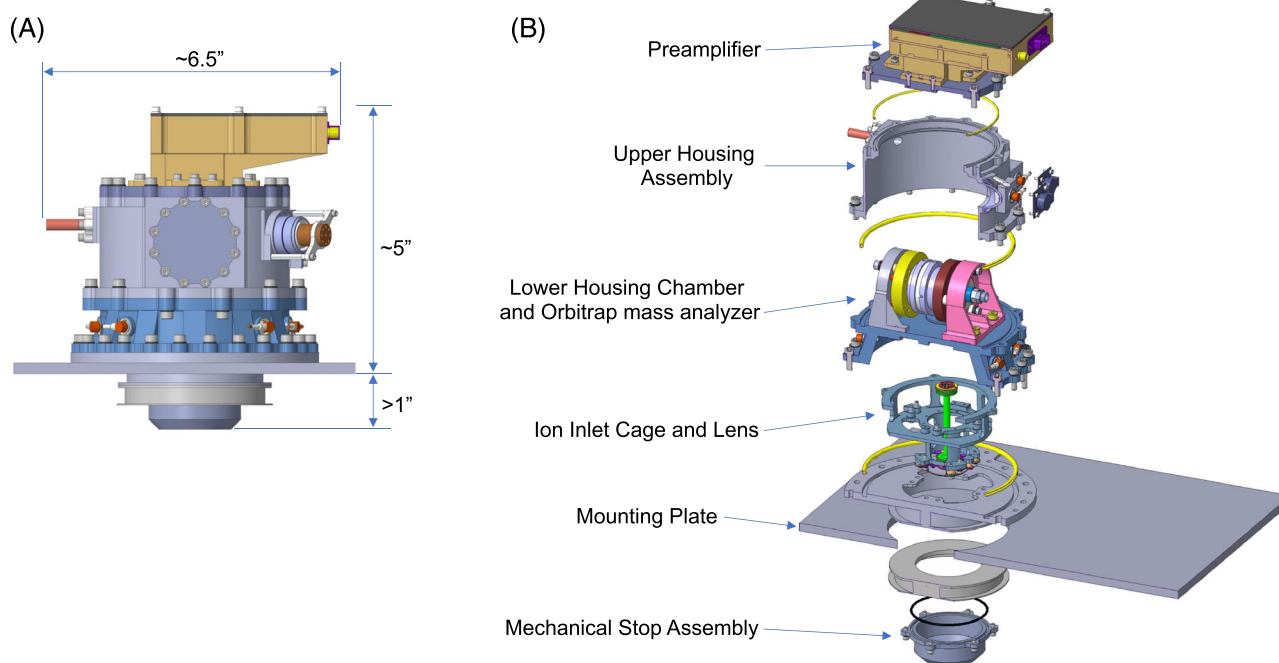 (A)
~6.5”
~5”
>1”
(B)
Preamplifier
Upper Housing
Assembly
Lower Housing Chamber
and Orbitrap mass analyzer
Ion Inlet Cage and Lens
Mounting Plate
Mechanical Stop Assembly